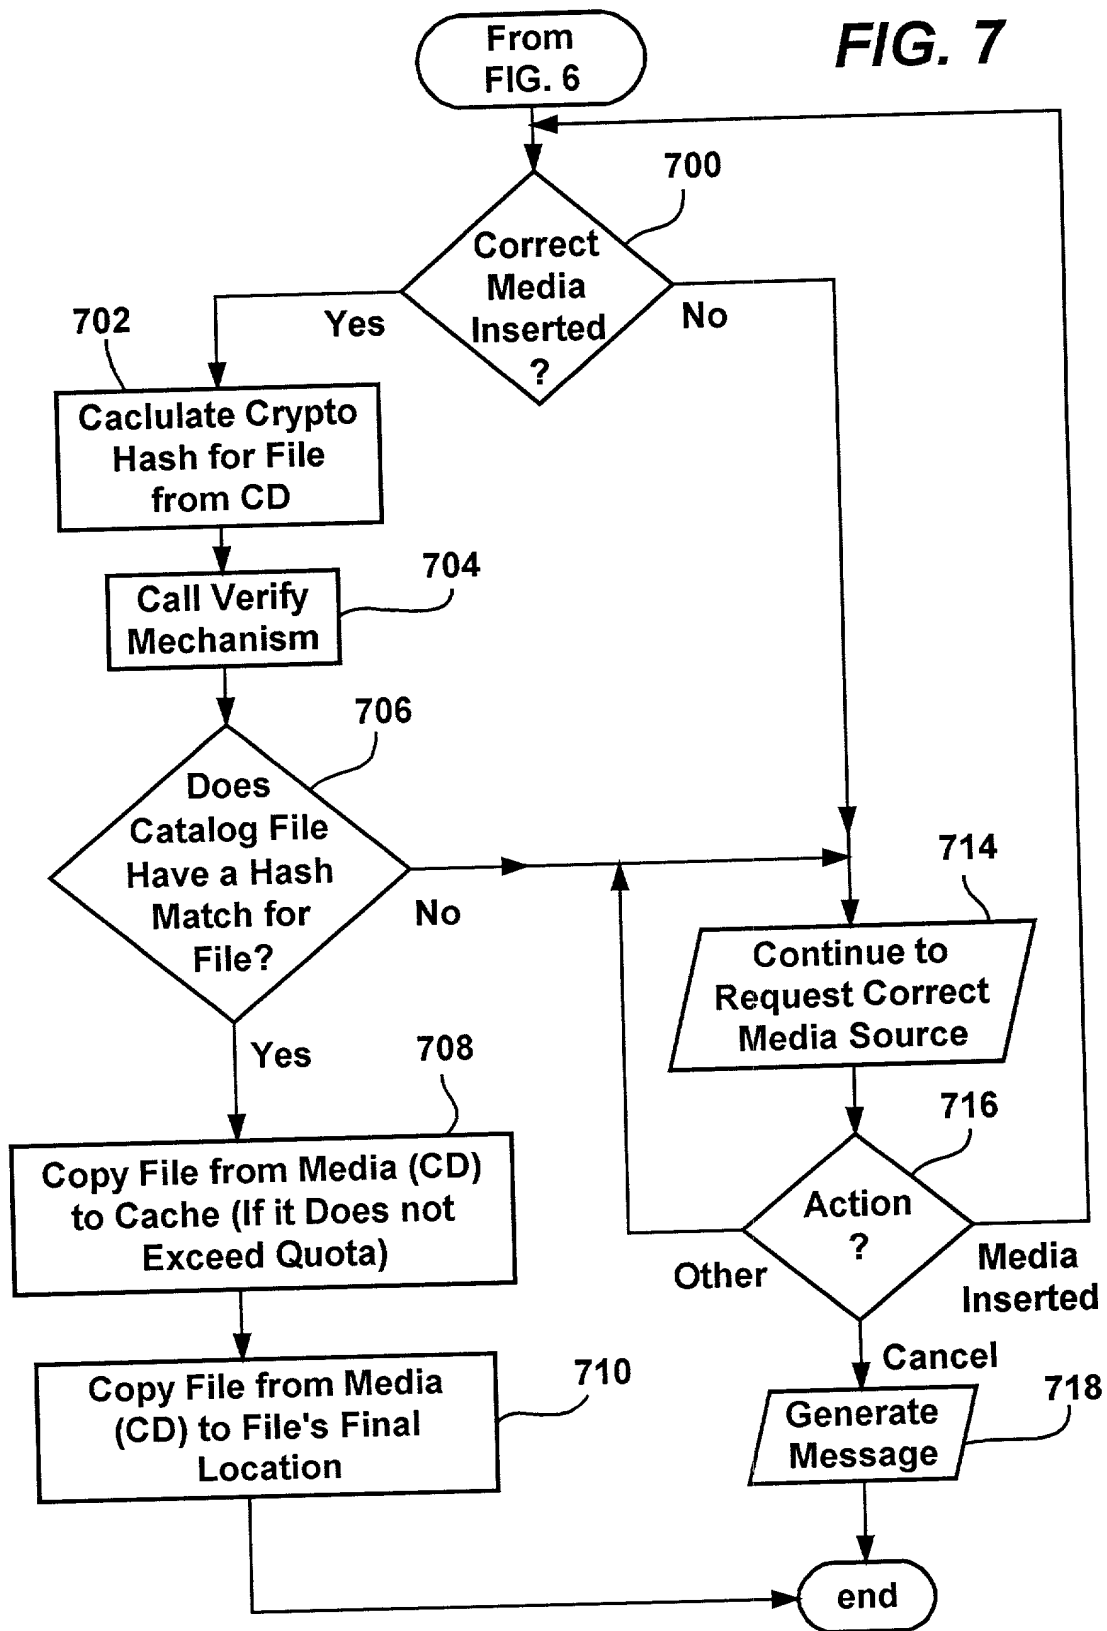 From
FIG. 6
FIG. 7
700
Correct
Media
Inserted
?
Yes
No
702
Caclulate Crypto
Hash for File
from CD
704
Call Verify
Mechanism
706
Does
Catalog File
Have a Hash
Match for
File?
No
Yes
714
Continue to
Request Correct
Media Source
708
Copy File from Media (CD)
to Cache (If it Does not
Exceed Quota)
716
Action
?
Other
Media
Inserted
Cancel
710
Copy File from Media
(CD) to File's Final
Location
718
Generate
Message
end